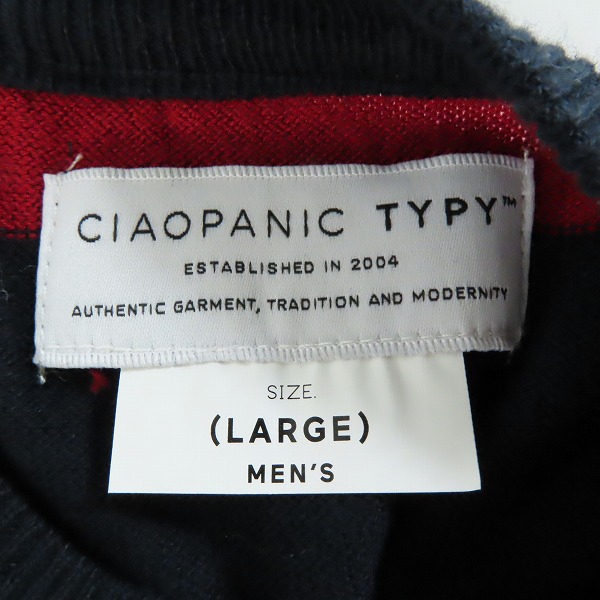 CIAOPANIC TYPY™
ESTABLISHED IN 2004
AUTHENTIC GARMENT, TRADITION AND MODERNITY
SIZE.
(LARGE)
MEN'S